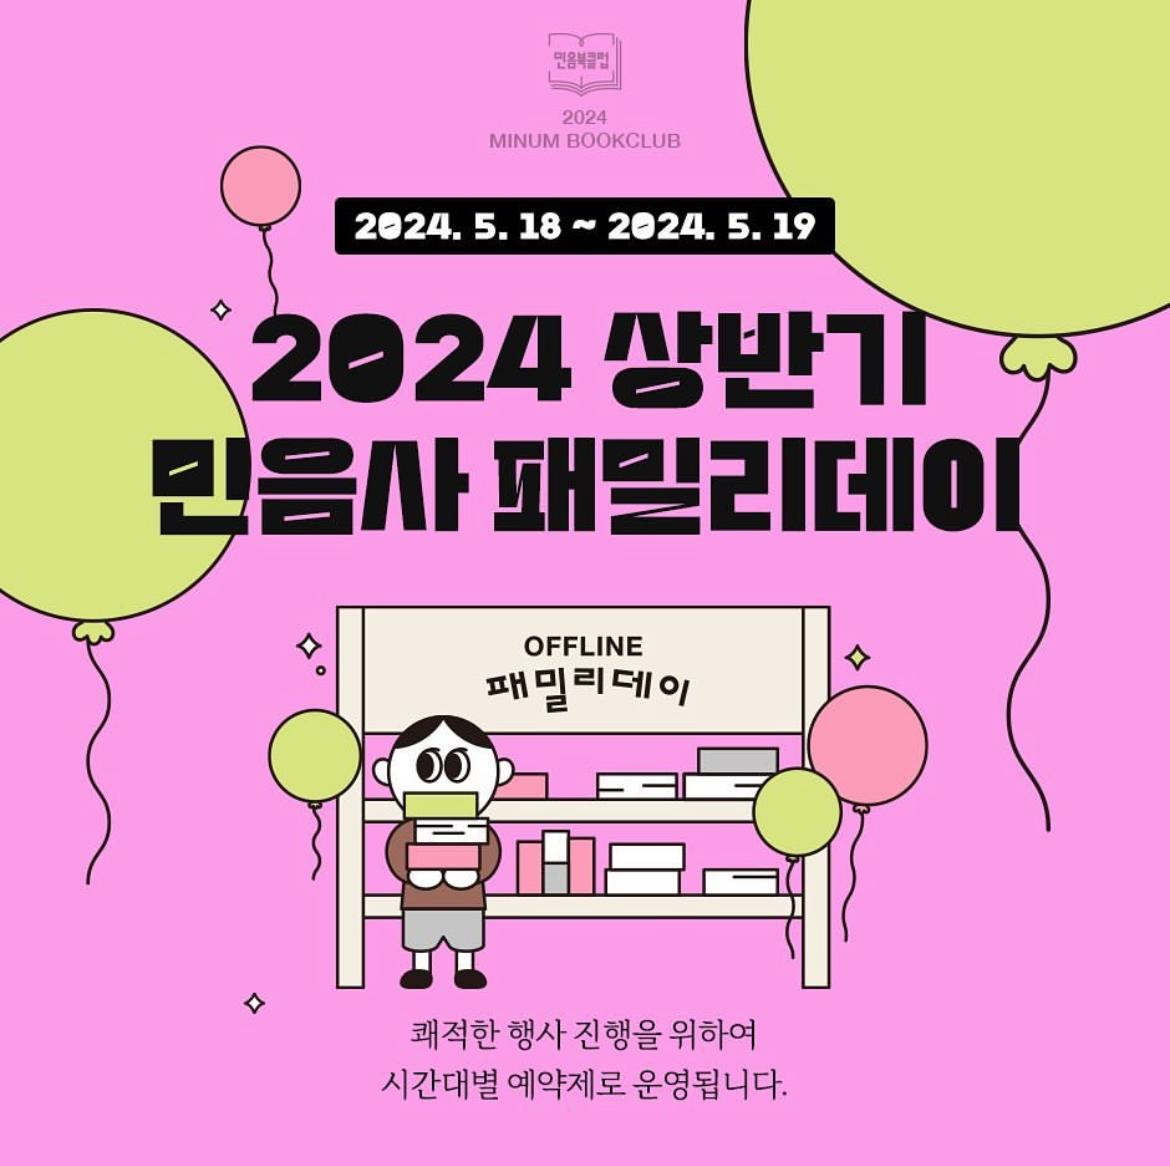 민음북클럽
2024
MINUM BOOKCLUB
2024. 5. 18 ~ 2024. 5. 19
2024 상반기
민음사 패밀리데이
OFFLINE
패밀리데이
쾌적한 행사 진행을 위하여
시간대별 예약제로 운영됩니다.